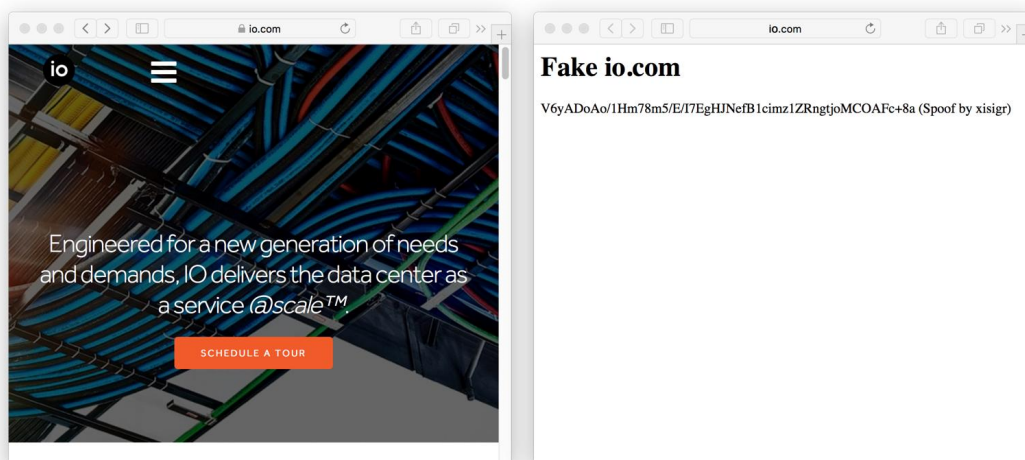 io.com
io
Engineered for a new generation of needs
and demands, IO delivers the data center as
a service @scale™.
SCHEDULE A TOUR
io.com
Fake io.com
V6yADoAo/1Hm78m5/E/I7EgHJNefB1cimz1ZRngtjoMCOAFc+8a (Spoof by xisigr)